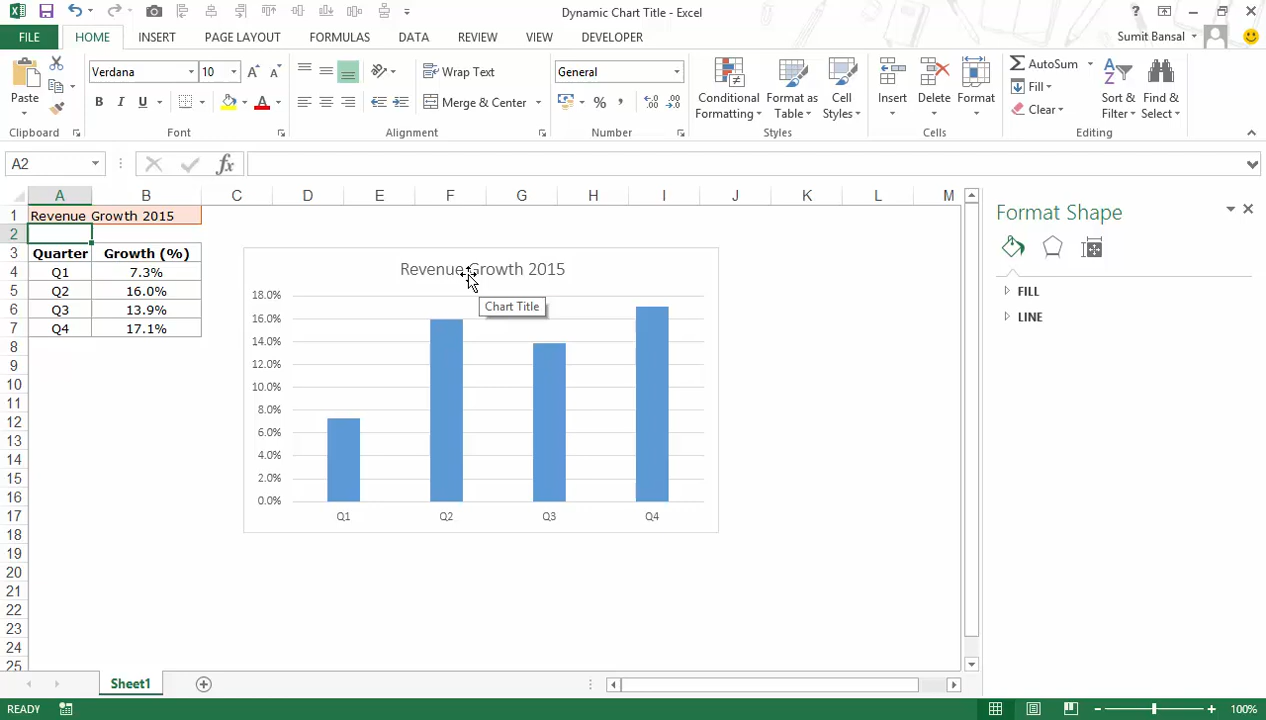 Dynamic Chart Title - Excel
?
FILE HOME INSERT PAGE LAYOUT FORMULAS DATA REVIEW VIEW DEVELOPER Sumit Bansal
Paste
Verdana 10
B I U A
Wrap Text
Merge & Center
General
% ,
Conditional Formatting
Format as Table
Cell Styles
Insert
Delete
Format
AutoSum
Fill
Clear
Sort & Filter
Find & Select
Clipboard Font Alignment Number Styles Cells Editing
A2 fx
A B C D E F G H I J K L M
1 Revenue Growth 2015
2
3 Quarter Growth (%)
4 Q1 7.3%
5 Q2 16.0%
6 Q3 13.9%
7 Q4 17.1%
8
9
10
11
12
13
14
15
16
17
18
19
20
21
22
23
24
25
Revenue Growth 2015
Chart Title
18.0%
16.0%
14.0%
12.0%
10.0%
8.0%
6.0%
4.0%
2.0%
0.0%
Q1 Q2 Q3 Q4
Format Shape
FILL
LINE
Sheet1
READY
100%